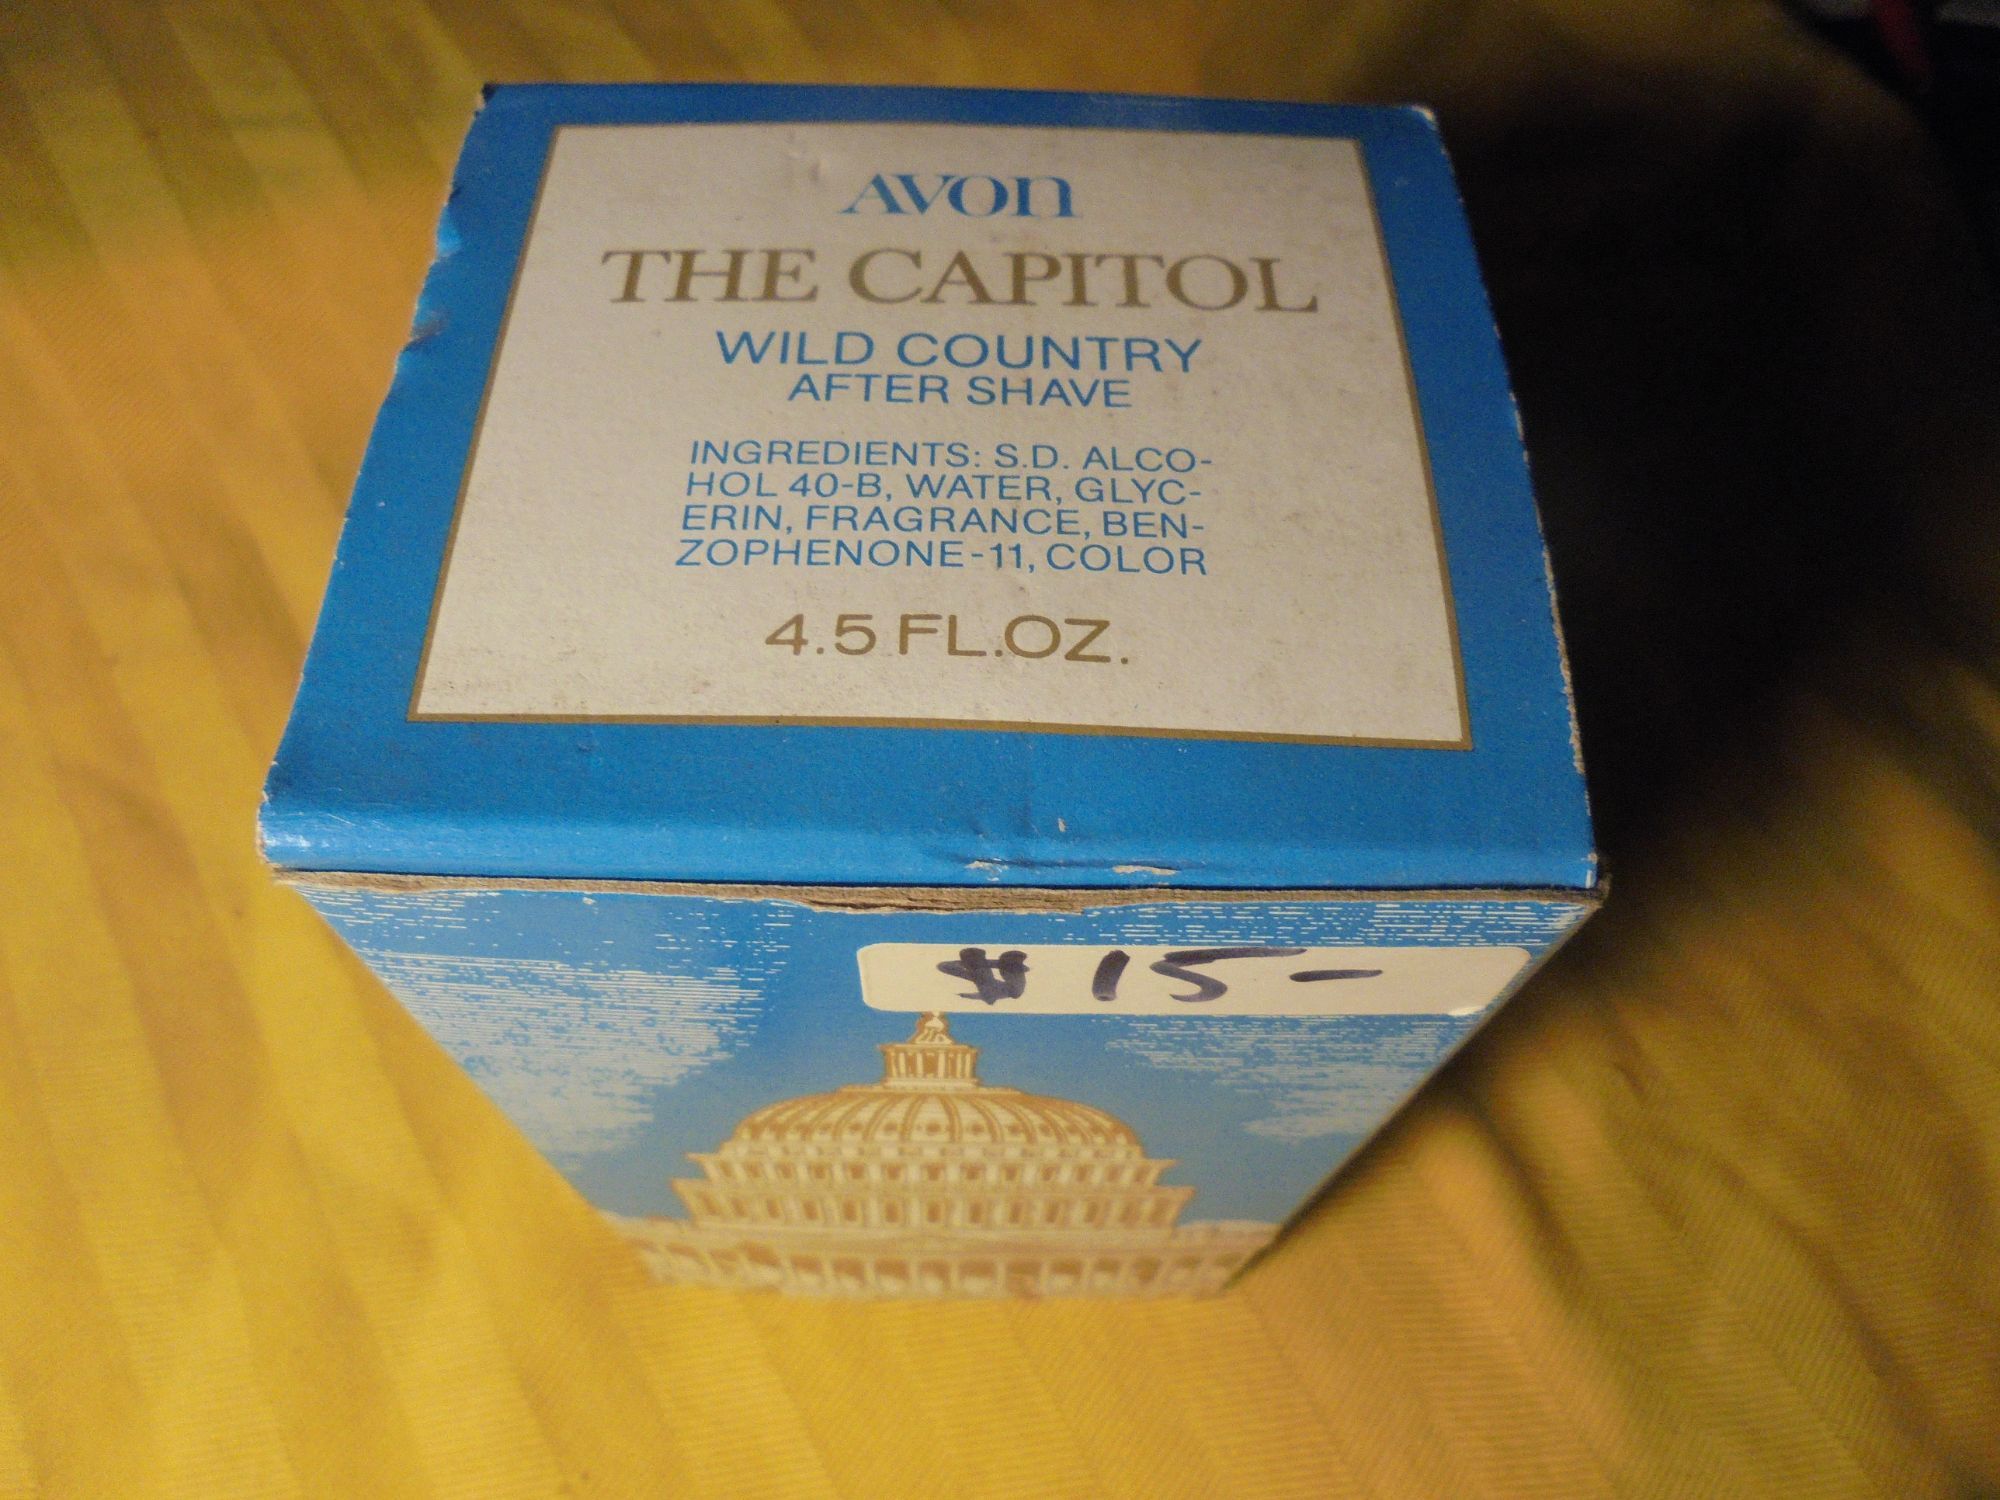 AVON
THE CAPITOL
WILD COUNTRY
AFTER SHAVE
INGREDIENTS: S.D. ALCO-
HOL 40-B, WATER, GLYC-
ERIN, FRAGRANCE, BEN-
ZOPHENONE-11, COLOR
4.5 FL.OZ.
$15-